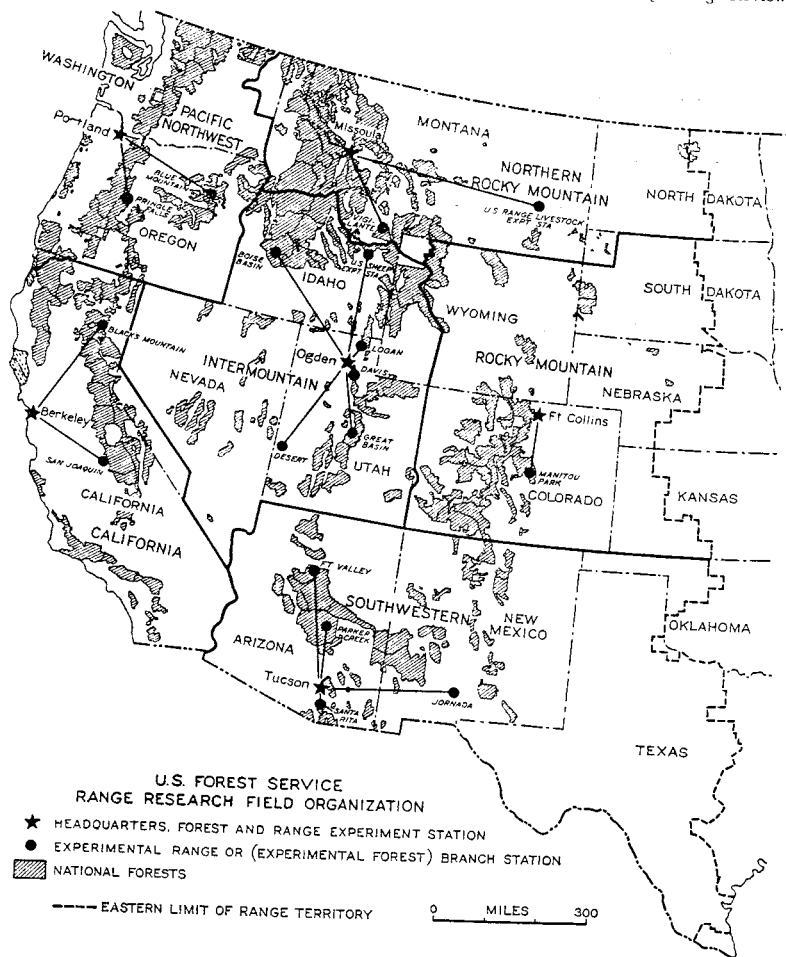 WASHINGTON
PACIFIC
NORTHWEST
Portland
BLUE
MOUNTAIN
PRINGLE
FALLS
OREGON
Missoula
MONTANA
NORTHERN
ROCKY MOUNTAIN
U S RANGE LIVESTOCK
EXPT STA
VIGI-
LANTE
NORTH DAKOTA
BOISE
BASIN
IDAHO
U.S. SHEEP
EXPT STA
WYOMING
SOUTH DAKOTA
BLACKS MOUNTAIN
INTERMOUNTAIN
NEVADA
Ogden
LOGAN
DAVIS
ROCKY MOUNTAIN
NEBRASKA
Berkeley
Ft Collins
SAN JOAQUIN
DESERT
GREAT
BASIN
UTAH
MANITOU
PARK
COLORADO
KANSAS
CALIFORNIA
CALIFORNIA
FT VALLEY
SOUTHWESTERN
NEW
MEXICO
OKLAHOMA
ARIZONA
PARKER
CREEK
Tucson
SANTA
RITA
JORNADA
TEXAS
U.S. FOREST SERVICE
RANGE RESEARCH FIELD ORGANIZATION
HEADQUARTERS, FOREST AND RANGE EXPERIMENT STATION
EXPERIMENTAL RANGE OR (EXPERIMENTAL FOREST) BRANCH STATION
NATIONAL FORESTS
EASTERN LIMIT OF RANGE TERRITORY
0 MILES 300